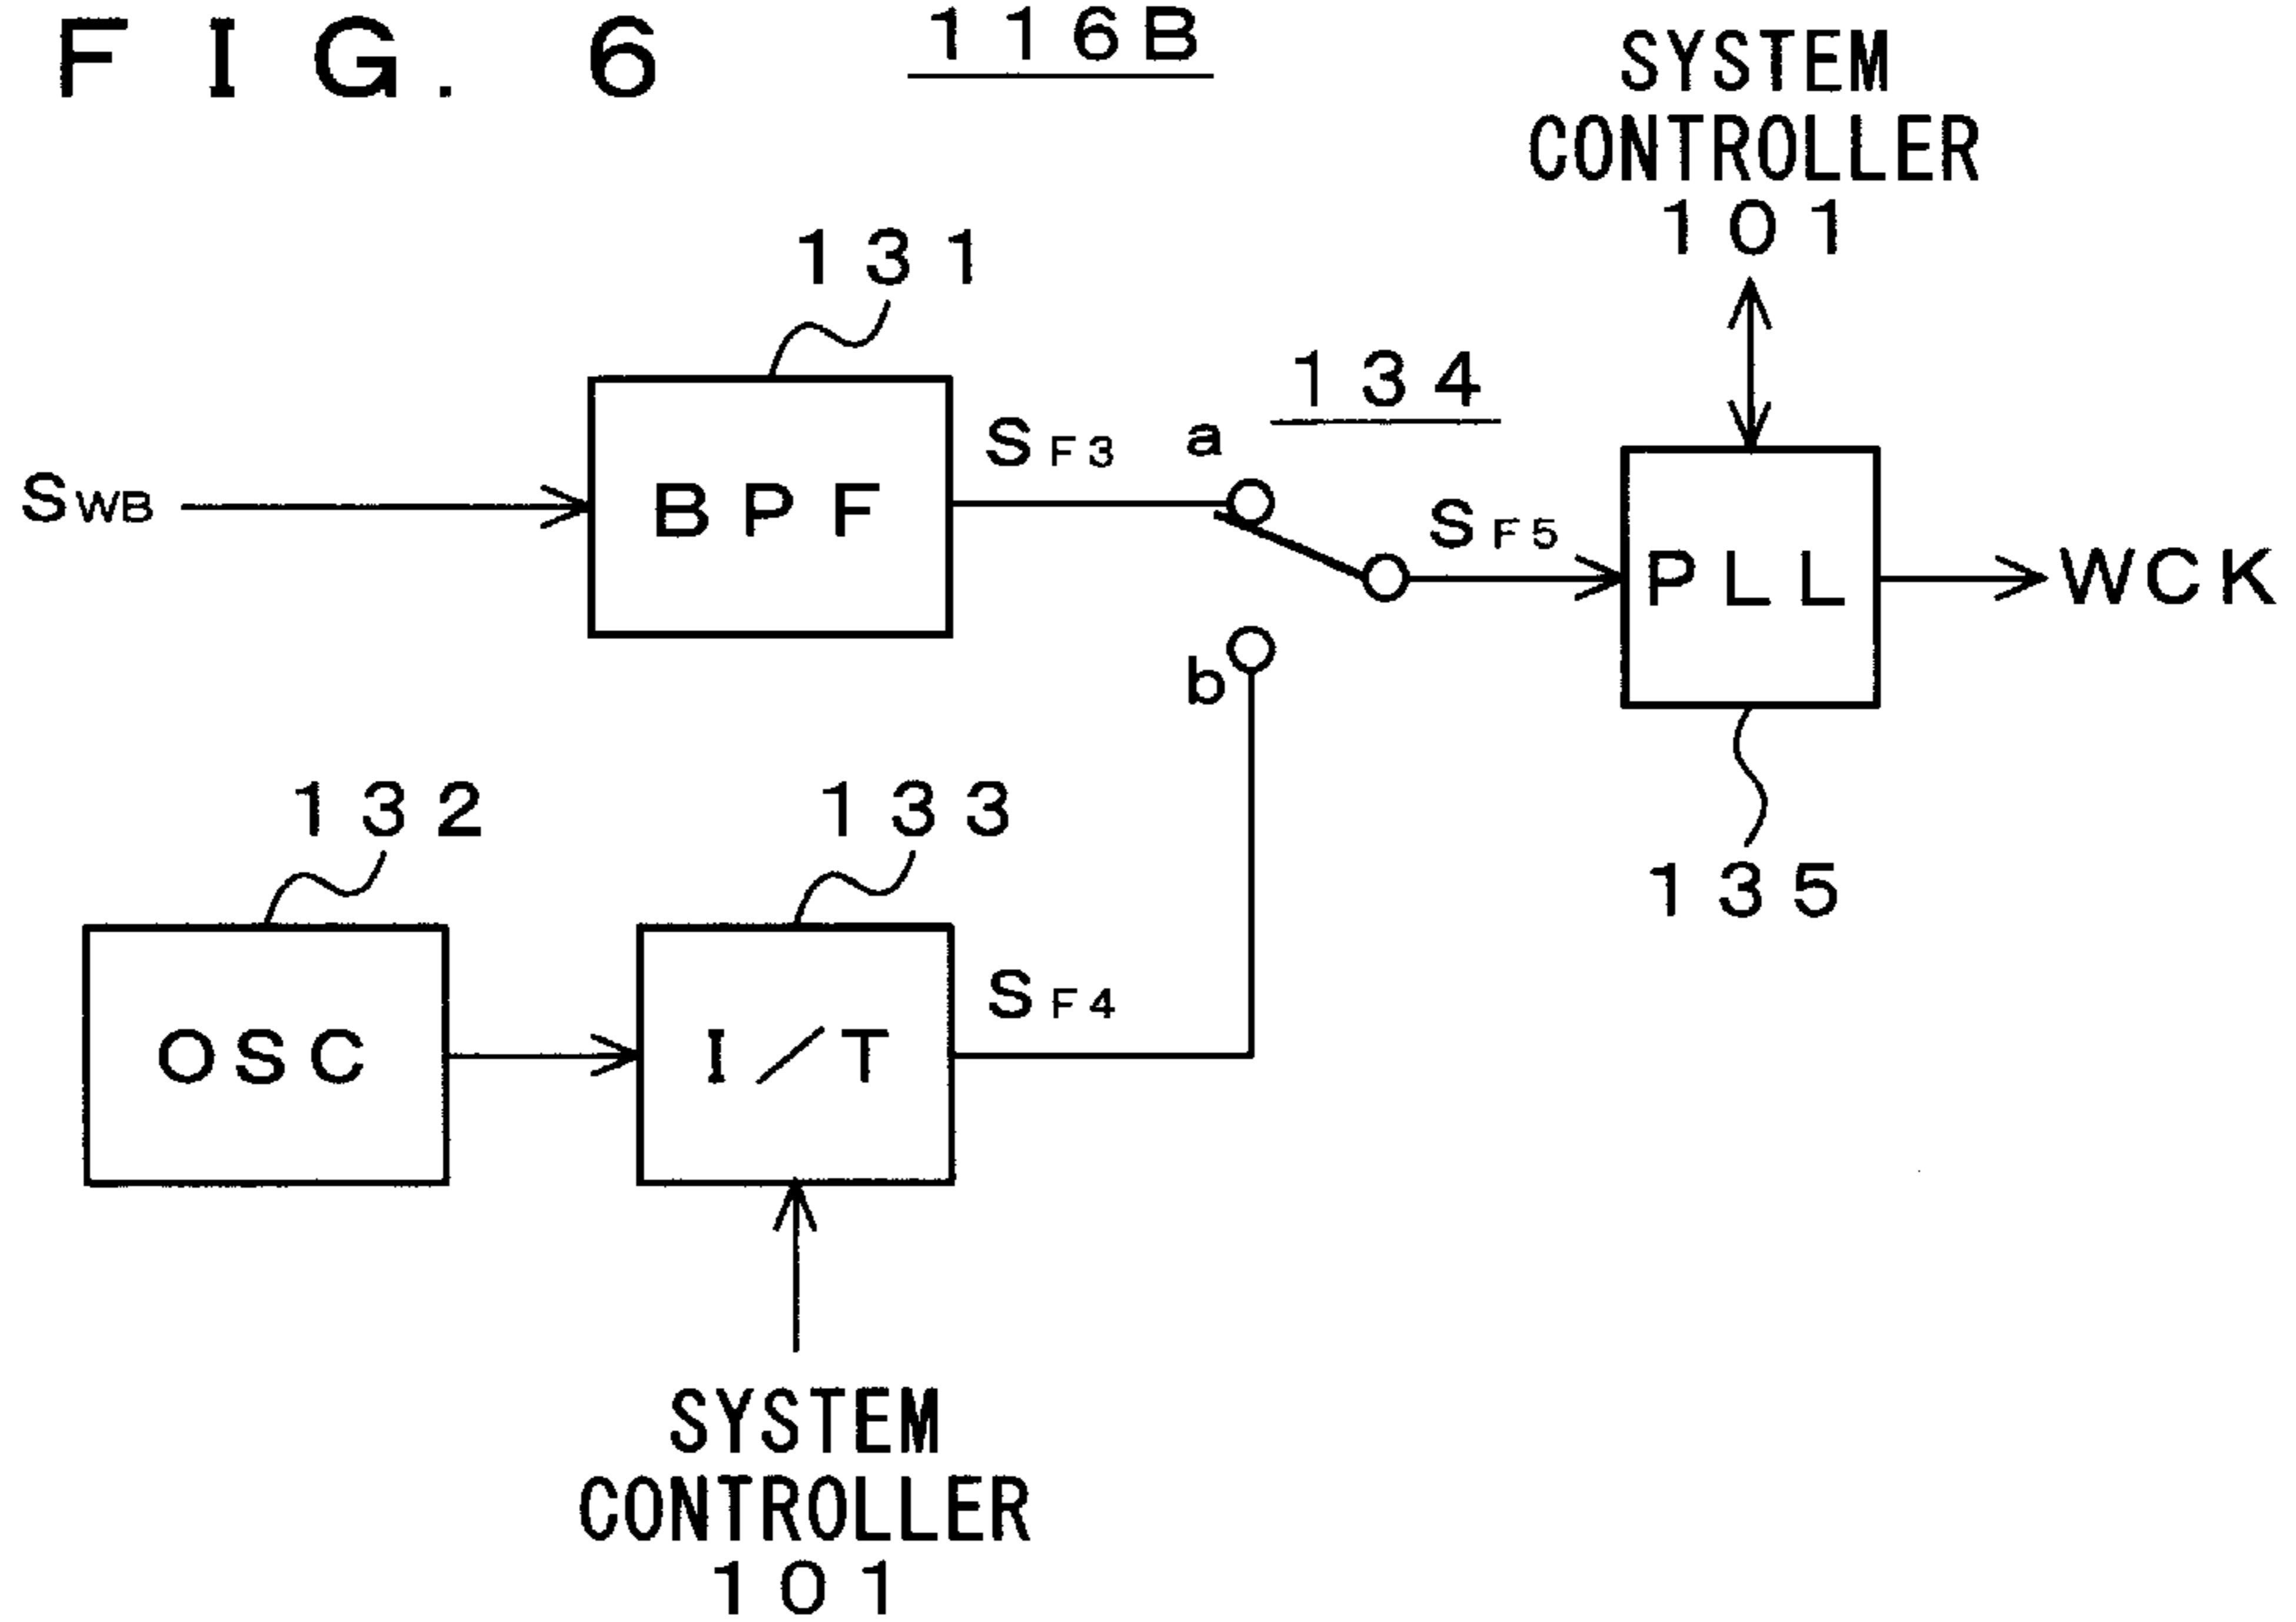 FIG. 6
116B
SYSTEM
CONTROLLER
101
131
134
SF3
a
SWB
BPF
SF5
PLL
WCK
b
132
133
135
SF4
OSC
I/T
SYSTEM
CONTROLLER
101